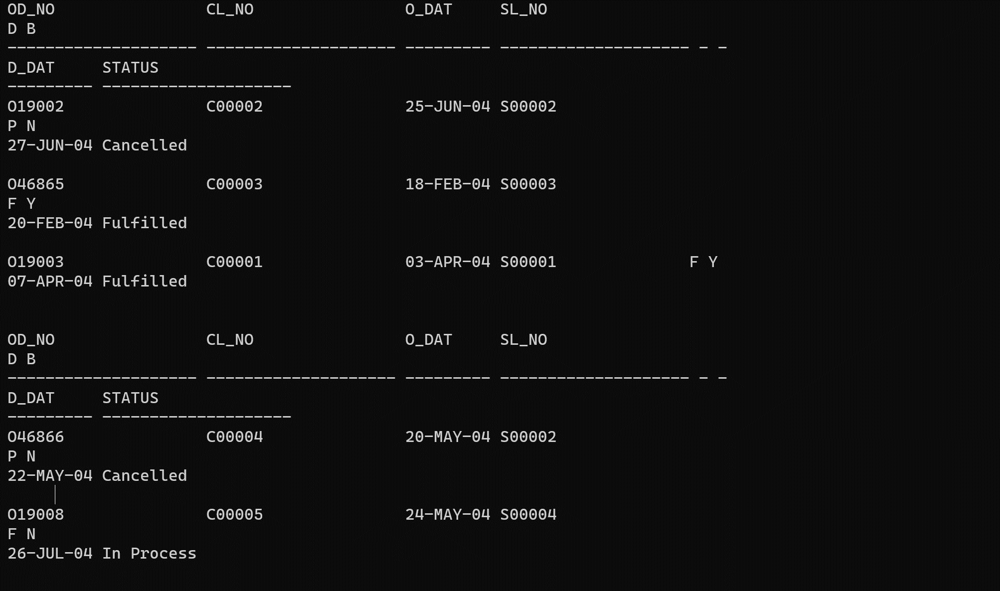 OD_NO                CL_NO                O_DAT     SL_NO
D B
-------------------- -------------------- --------- -------------------- - -
D_DAT     STATUS
--------- --------------------
O19002               C00002               25-JUN-04 S00002
P N
27-JUN-04 Cancelled
O46865               C00003               18-FEB-04 S00003
F Y
20-FEB-04 Fulfilled
O19003               C00001               03-APR-04 S00001              F Y
07-APR-04 Fulfilled
OD_NO                CL_NO                O_DAT     SL_NO
D B
-------------------- -------------------- --------- -------------------- - -
D_DAT     STATUS
--------- --------------------
O46866               C00004               20-MAY-04 S00002
P N
22-MAY-04 Cancelled
O19008               C00005               24-MAY-04 S00004
F N
26-JUL-04 In Process